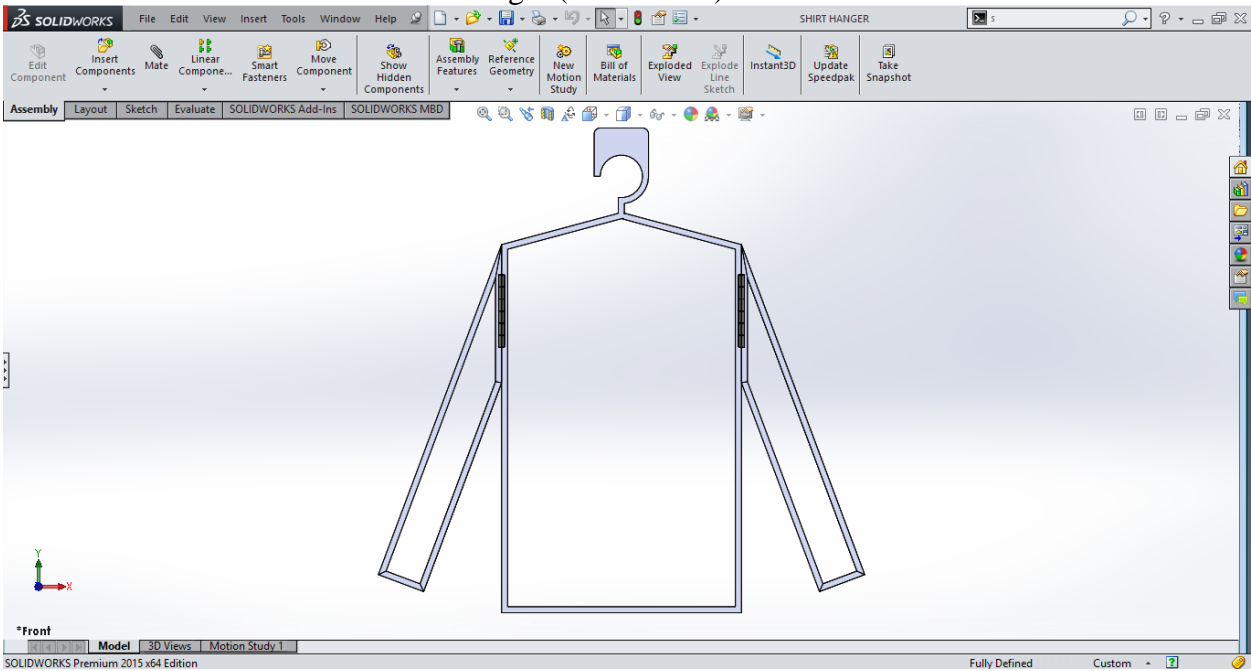 SOLIDWORKS File Edit View Insert Tools Window Help SHIRT HANGER s
Edit Component
Insert Components
Mate
Linear Compone...
Smart Fasteners
Move Component
Show Hidden Components
Assembly Features
Reference Geometry
New Motion Study
Bill of Materials
Exploded View
Explode Line Sketch
Instant3D
Update Speedpak
Take Snapshot
Assembly Layout Sketch Evaluate SOLIDWORKS Add-Ins SOLIDWORKS MBD
Y
X
*Front
Model 3D Views Motion Study 1
SOLIDWORKS Premium 2015 x64 Edition Fully Defined Custom